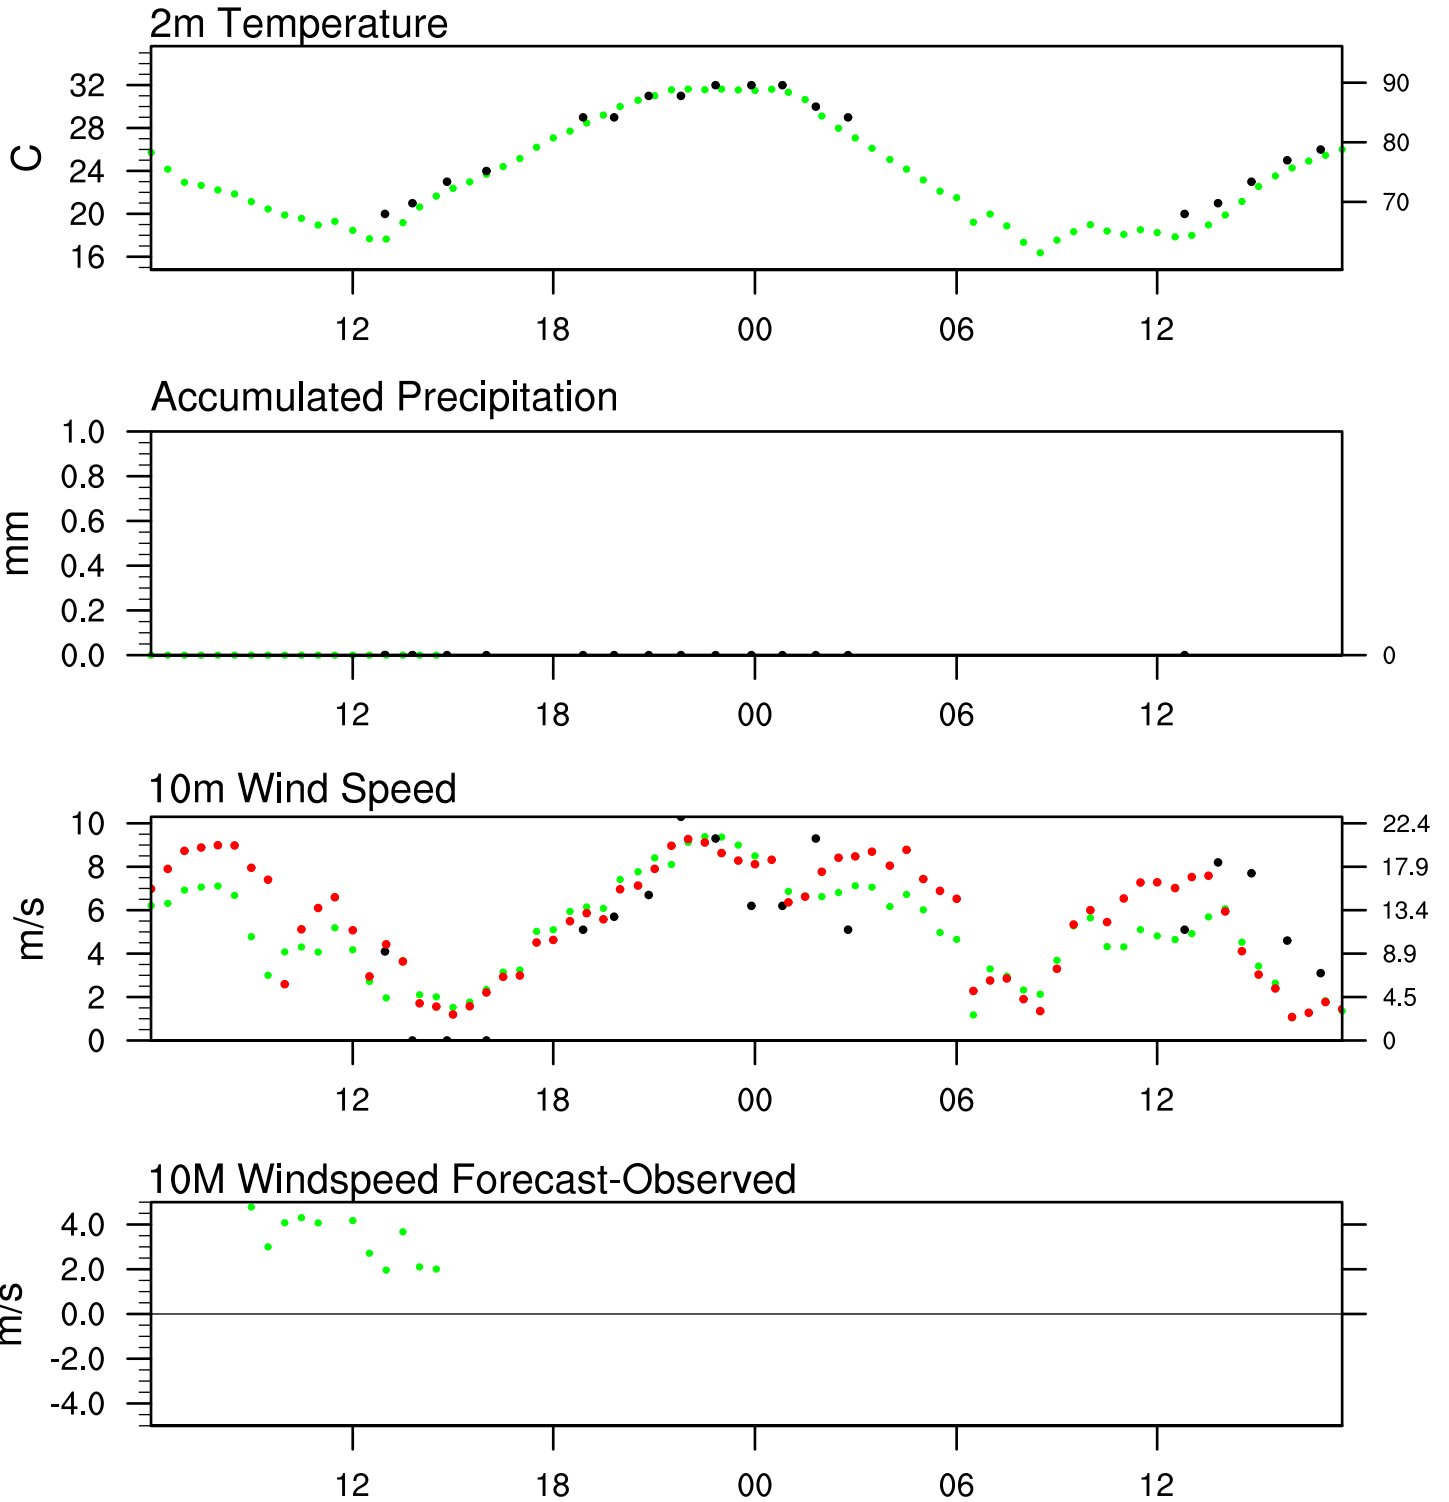 2m Temperature
C
32
28
24
20
16
90
80
70
12 18 00 06 12
Accumulated Precipitation
mm
1.0
0.8
0.6
0.4
0.2
0.0
0
12 18 00 06 12
10m Wind Speed
m/s
10
8
6
4
2
0
22.4
17.9
13.4
8.9
4.5
0
12 18 00 06 12
10M Windspeed Forecast-Observed
m/s
4.0
2.0
0.0
-2.0
-4.0
12 18 00 06 12